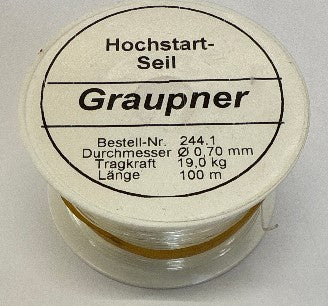 Hochstart-
Seil
Graupner
Bestell-Nr. 244.1
Durchmesser Ø 0,70 mm
Tragkraft 19,0 kg
Länge 100 m